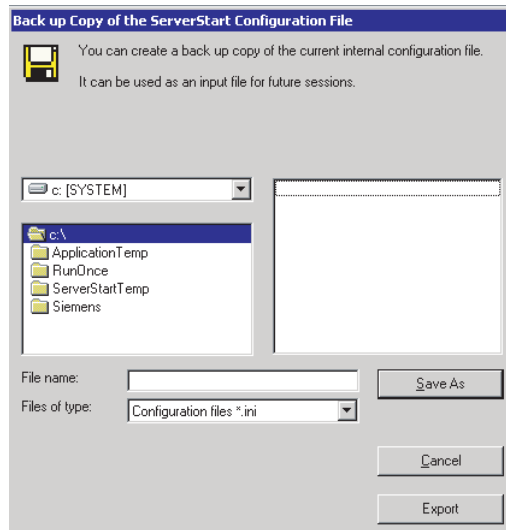 Back up Copy of the ServerStart Configuration File
You can create a back up copy of the current internal configuration file.
It can be used as an input file for future sessions.
c: [SYSTEM]
c:\
ApplicationTemp
RunOnce
ServerStartTemp
Siemens
File name:
Save As
Files of type:
Configuration files *.ini
Cancel
Export